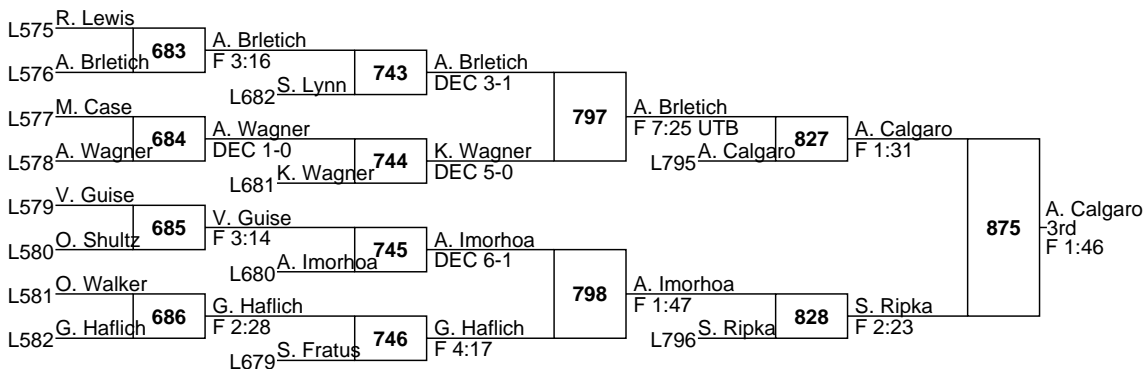 L575 R. Lewis
683
L576 A. Brletich
A. Brletich
F 3:16
743
L682 S. Lynn
A. Brletich
DEC 3-1
L577 M. Case
684
L578 A. Wagner
A. Wagner
DEC 1-0
744
L681 K. Wagner
K. Wagner
DEC 5-0
797
A. Brletich
F 7:25 UTB
827
L795 A. Calgaro
A. Calgaro
F 1:31
L579 V. Guise
685
L580 O. Shultz
V. Guise
F 3:14
745
L680 A. Imorhoa
A. Imorhoa
DEC 6-1
L581 O. Walker
686
L582 G. Haflich
G. Haflich
F 2:28
746
L679 S. Fratus
G. Haflich
F 4:17
798
A. Imorhoa
F 1:47
828
L796 S. Ripka
S. Ripka
F 2:23
875
A. Calgaro
3rd
F 1:46